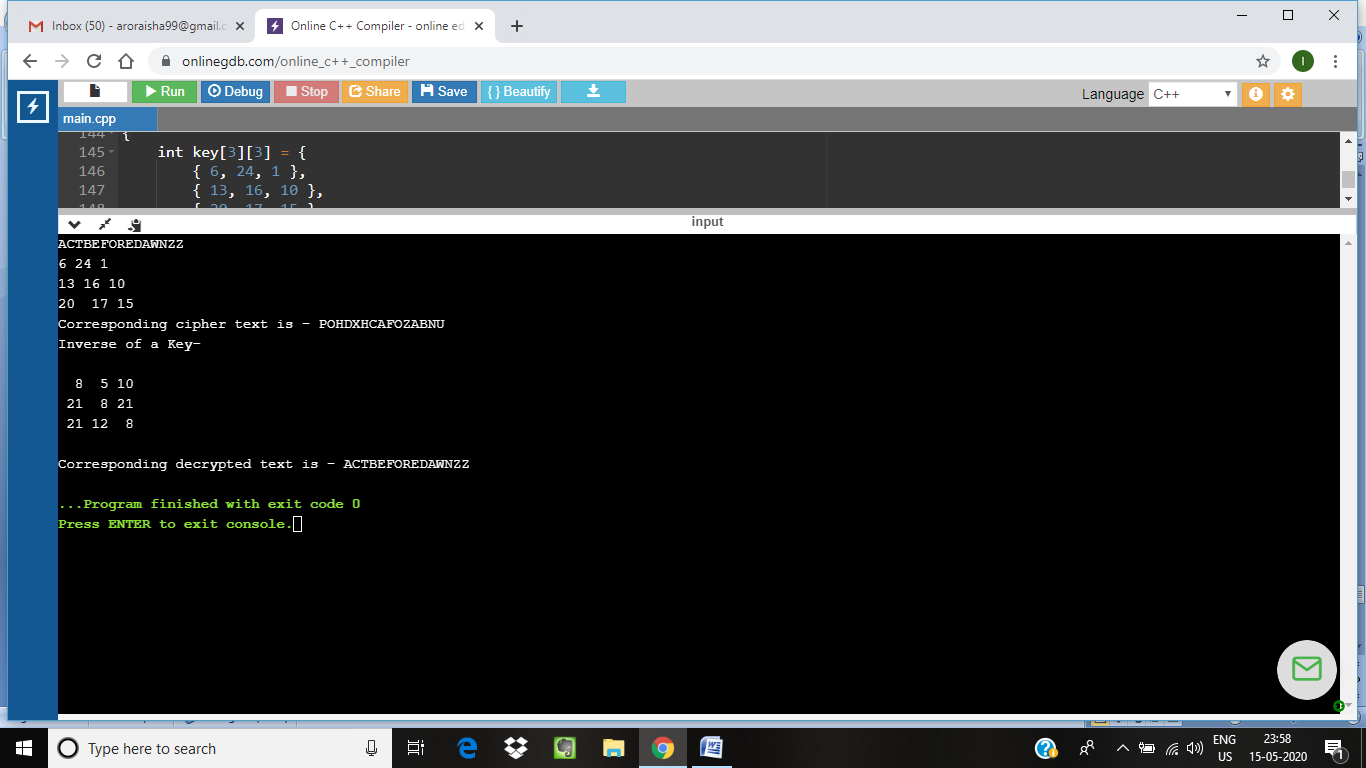 Inbox (50) - aroraisha99@gmail.c
Online C++ Compiler - online ed
onlinegdb.com/online_c++_compiler
I
Run
Debug
Stop
Share
Save
{ } Beautify
Language C++
main.cpp
144 {
145 int key[3][3] = {
146 { 6, 24, 1 },
147 { 13, 16, 10 },
148 { 20, 17, 15 }
input
ACTBEFOREDAWNZZ
6 24 1
13 16 10
20  17 15
Corresponding cipher text is - POHDXHCAFOZABNU
Inverse of a Key-
8  5 10
21  8 21
21 12  8
Corresponding decrypted text is - ACTBEFOREDAWNZZ
...Program finished with exit code 0
Press ENTER to exit console.
Type here to search
ENG
US
23:58
15-05-2020
1